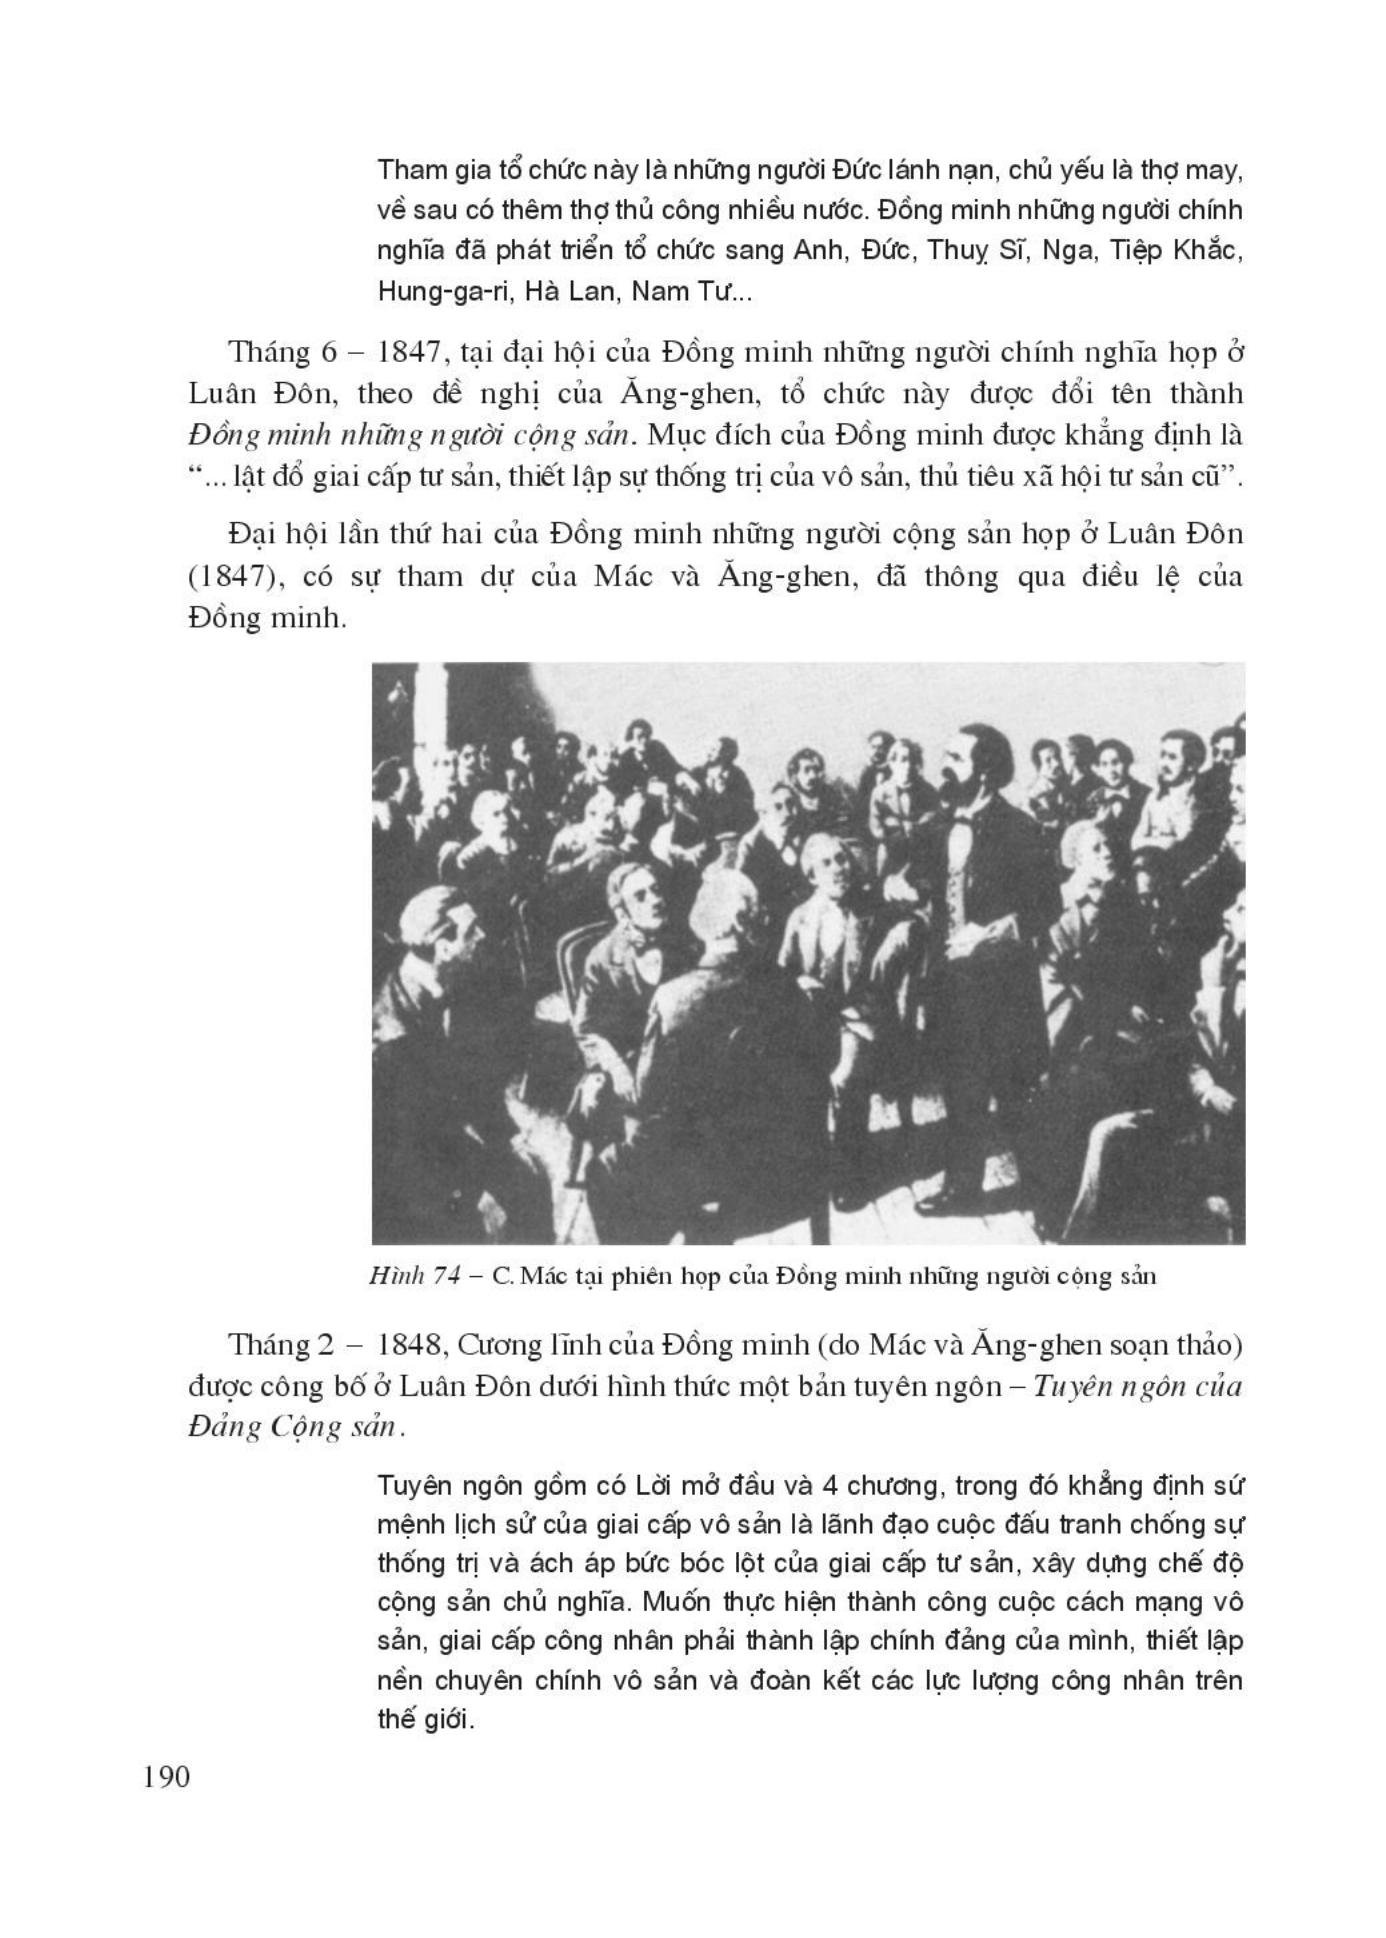 Tham gia tổ chức này là những người Đức lánh nạn, chủ yếu là thợ may,
về sau có thêm thợ thủ công nhiều nước. Đồng minh những người chính
nghĩa đã phát triển tổ chức sang Anh, Đức, Thuỵ Sĩ, Nga, Tiệp Khắc,
Hung-ga-ri, Hà Lan, Nam Tư...
Tháng 6 – 1847, tại đại hội của Đồng minh những người chính nghĩa họp ở
Luân Đôn, theo đề nghị của Ăng-ghen, tổ chức này được đổi tên thành
Đồng minh những người cộng sản. Mục đích của Đồng minh được khẳng định là
“... lật đổ giai cấp tư sản, thiết lập sự thống trị của vô sản, thủ tiêu xã hội tư sản cũ”.
Đại hội lần thứ hai của Đồng minh những người cộng sản họp ở Luân Đôn
(1847), có sự tham dự của Mác và Ăng-ghen, đã thông qua điều lệ của
Đồng minh.
Hình 74 – C. Mác tại phiên họp của Đồng minh những người cộng sản
Tháng 2 – 1848, Cương lĩnh của Đồng minh (do Mác và Ăng-ghen soạn thảo)
được công bố ở Luân Đôn dưới hình thức một bản tuyên ngôn – Tuyên ngôn của
Đảng Cộng sản.
Tuyên ngôn gồm có Lời mở đầu và 4 chương, trong đó khẳng định sứ
mệnh lịch sử của giai cấp vô sản là lãnh đạo cuộc đấu tranh chống sự
thống trị và ách áp bức bóc lột của giai cấp tư sản, xây dựng chế độ
cộng sản chủ nghĩa. Muốn thực hiện thành công cuộc cách mạng vô
sản, giai cấp công nhân phải thành lập chính đảng của mình, thiết lập
nền chuyên chính vô sản và đoàn kết các lực lượng công nhân trên
thế giới.
190